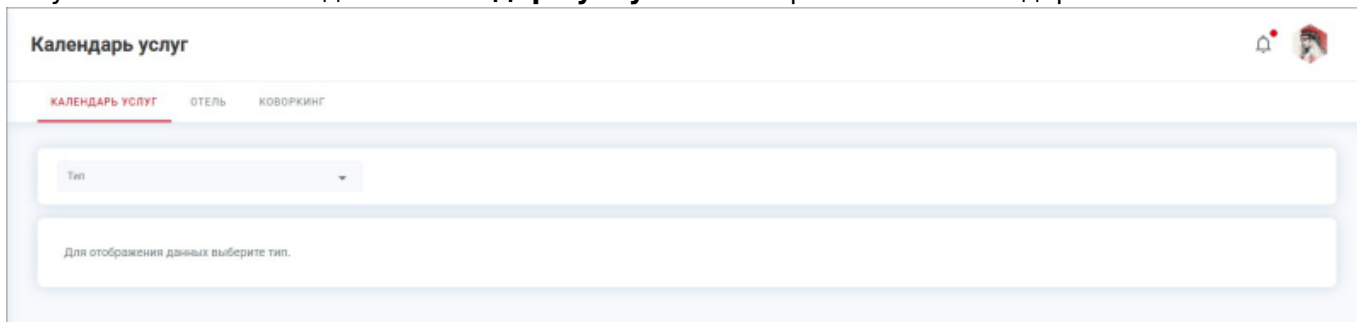 Календарь услуг
КАЛЕНДАРЬ УСЛУГ ОТЕЛЬ КОВОРКИНГ
Тип
Для отображения данных выберите тип.